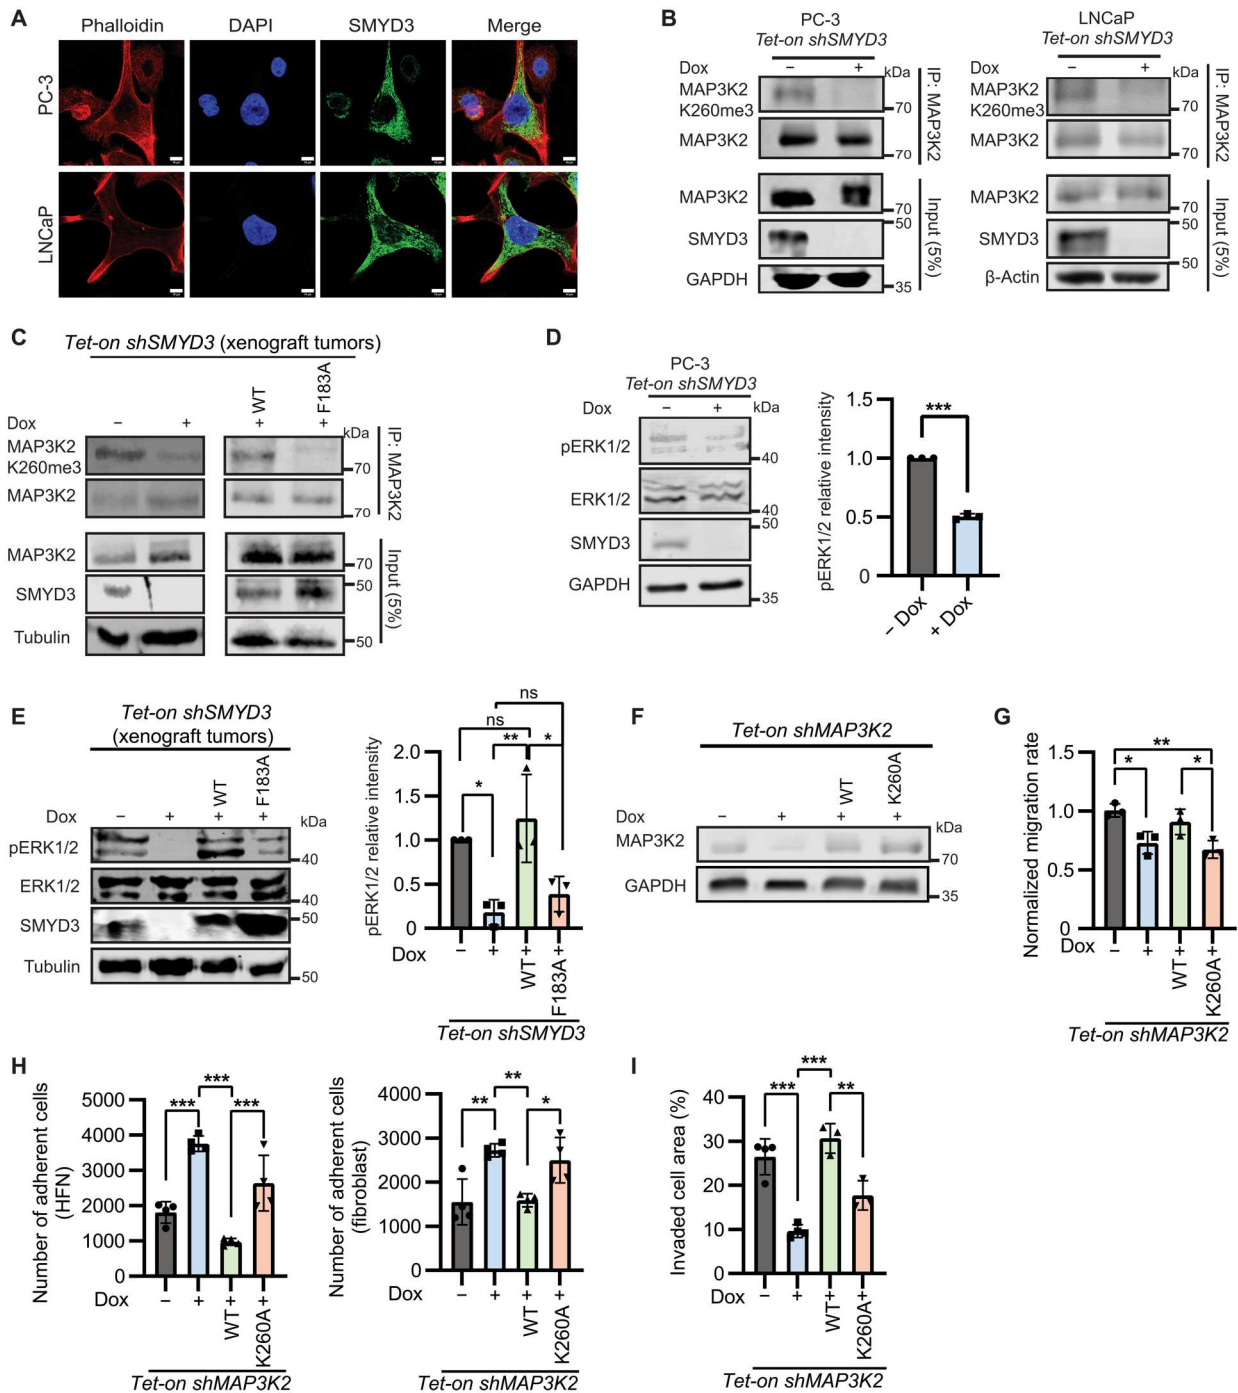 A
Phalloidin DAPI SMYD3 Merge
PC-3
LNCaP
B
PC-3
Tet-on shSMYD3
Dox – + kDa
MAP3K2
K260me3
70
MAP3K2
70
IP: MAP3K2
MAP3K2
70
50
SMYD3
GAPDH
35
Input (5%)
LNCaP
Tet-on shSMYD3
Dox – + kDa
MAP3K2
K260me3
70
MAP3K2
70
IP: MAP3K2
MAP3K2
70
50
SMYD3
50
β-Actin
Input (5%)
C
Tet-on shSMYD3 (xenograft tumors)
WT
F183A
Dox – + + +
kDa
MAP3K2
K260me3
70
MAP3K2
70
IP: MAP3K2
MAP3K2
70
50
SMYD3
Tubulin
50
Input (5%)
D
PC-3
Tet-on shSMYD3
Dox – + kDa
pERK1/2
40
ERK1/2
40
50
SMYD3
GAPDH
35
pERK1/2 relative intensity
1.5
1.0
0.5
0
***
– Dox
+ Dox
E
Tet-on shSMYD3
(xenograft tumors)
WT
F183A
Dox – + + +
kDa
pERK1/2
40
ERK1/2
40
SMYD3
50
Tubulin
50
pERK1/2 relative intensity
2.0
1.5
1.0
0.5
0
ns
ns
** *
*
Dox – + + +
WT
F183A
Tet-on shSMYD3
F
Tet-on shMAP3K2
WT
K260A
Dox – + + +
kDa
MAP3K2
70
GAPDH
35
G
Normalized migration rate
1.5
1.0
0.5
0
**
* *
Dox – + + +
WT
K260A
Tet-on shMAP3K2
H
Number of adherent cells
(HFN)
5000
4000
3000
2000
1000
0
***
*** ***
Dox – + + +
WT
K260A
Tet-on shMAP3K2
Number of adherent cells
(fibroblast)
4000
3000
2000
1000
0
**
** *
Dox – + + +
WT
K260A
Tet-on shMAP3K2
I
Invaded cell area (%)
40
30
20
10
0
***
*** **
Dox – + + +
WT
K260A
Tet-on shMAP3K2